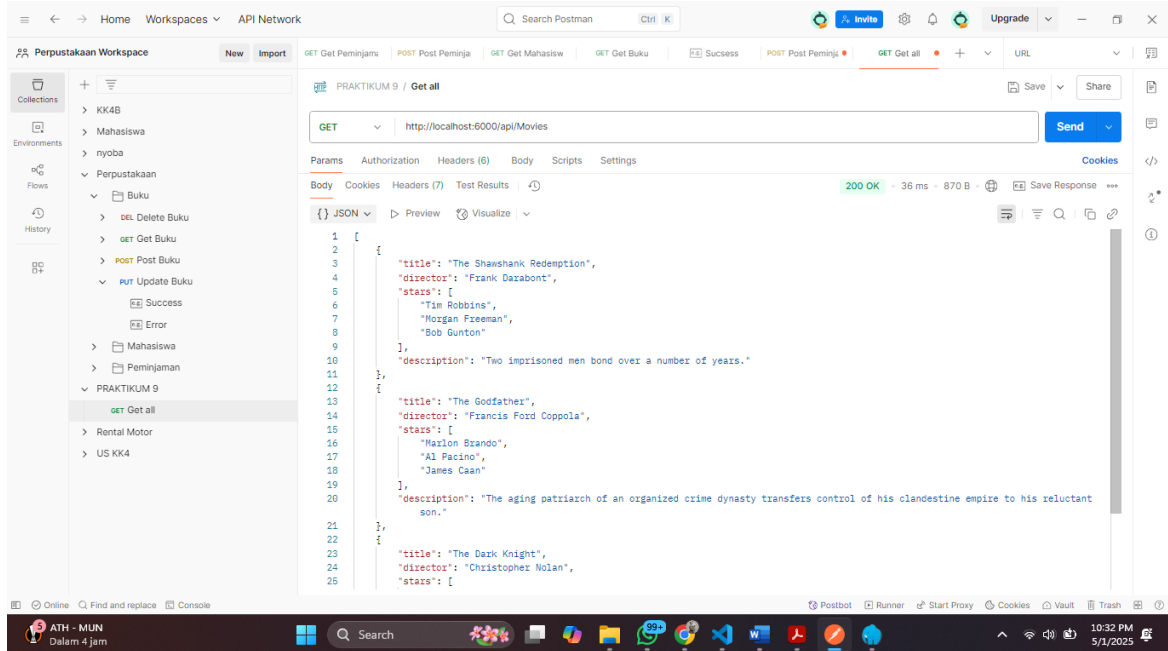 Home Workspaces API Network
Search Postman Ctrl K
Invite
Upgrade
Perpustakaan Workspace New Import
GET Get Peminjamı POST Post Peminja GET Get Mahasisw GET Get Buku e.g. Sucsess POST Post Peminja GET Get all URL
Collections
Environments
Flows
History
KK4B
Mahasiswa
nyoba
Perpustakaan
Buku
DEL Delete Buku
GET Get Buku
POST Post Buku
PUT Update Buku
e.g. Success
e.g. Error
Mahasiswa
Peminjaman
PRAKTIKUM 9
GET Get all
Rental Motor
US KK4
HTTP PRAKTIKUM 9 / Get all
Save Share
GET http://localhost:6000/api/Movies Send
Params Authorization Headers (6) Body Scripts Settings Cookies
Body Cookies Headers (7) Test Results 200 OK 36 ms 870 B e.g. Save Response
{} JSON Preview Visualize
1 [
2 {
3 "title": "The Shawshank Redemption",
4 "director": "Frank Darabont",
5 "stars": [
6 "Tim Robbins",
7 "Morgan Freeman",
8 "Bob Gunton"
9 ],
10 "description": "Two imprisoned men bond over a number of years."
11 },
12 {
13 "title": "The Godfather",
14 "director": "Francis Ford Coppola",
15 "stars": [
16 "Marlon Brando",
17 "Al Pacino",
18 "James Caan"
19 ],
20 "description": "The aging patriarch of an organized crime dynasty transfers control of his clandestine empire to his reluctant
son."
21 },
22 {
23 "title": "The Dark Knight",
24 "director": "Christopher Nolan",
25 "stars": [
Online Find and replace Console
Postbot Runner Start Proxy Cookies Vault Trash
5 ATH - MUN
Dalam 4 jam
Search
99+
10:32 PM
5/1/2025